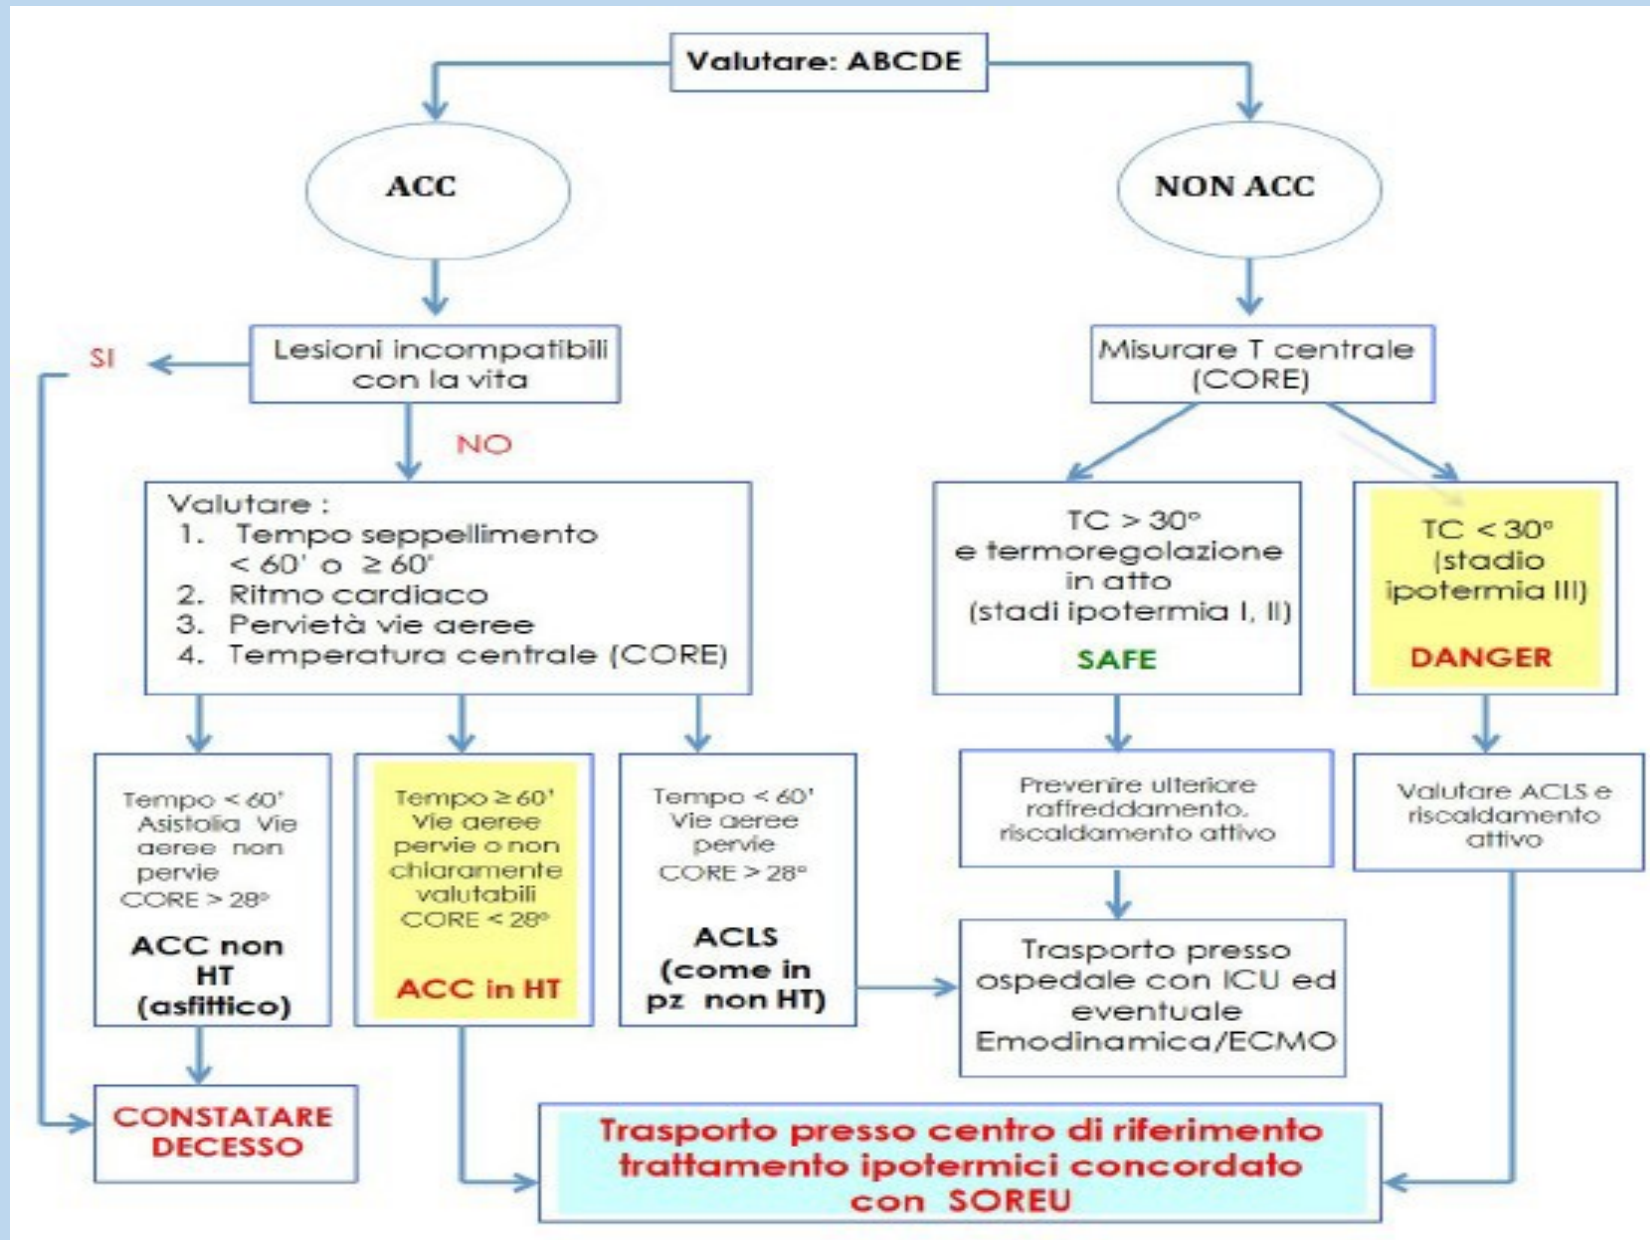 Valutare: ABCDE
ACC
NON ACC
SI
Lesioni incompatibili
con la vita
NO
Misurare T centrale
(CORE)
Valutare :
1. Tempo seppellimento
< 60' o ≥ 60'
2. Ritmo cardiaco
3. Pervietà vie aeree
4. Temperatura centrale (CORE)
TC > 30°
e termoregolazione
in atto
(stadi ipotermia I, II)
SAFE
TC < 30°
(stadio
ipotermia III)
DANGER
Tempo < 60'
Asistolia Vie
aeree non
pervie
CORE > 28°
ACC non
HT
(asfittico)
Tempo ≥ 60'
Vie aeree
pervie o non
chiaramente
valutabili
CORE < 28°
ACC in HT
Tempo < 60'
Vie aeree
pervie
CORE > 28°
ACLS
(come in
pz non HT)
Prevenire ulteriore
raffreddamento,
riscaldamento attivo
Valutare ACLS e
riscaldamento
attivo
Trasporto presso
ospedale con ICU ed
eventuale
Emodinamica/ECMO
CONSTATARE
DECESSO
Trasporto presso centro di riferimento
trattamento ipotermici concordato
con SOREU